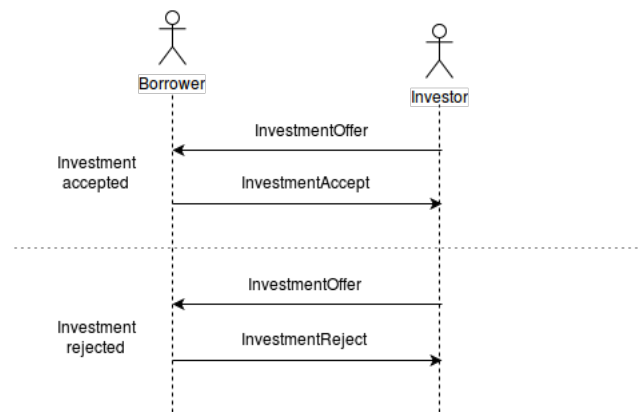 Borrower
Investor
InvestmentOffer
Investment
accepted
InvestmentAccept
InvestmentOffer
Investment
rejected
InvestmentReject